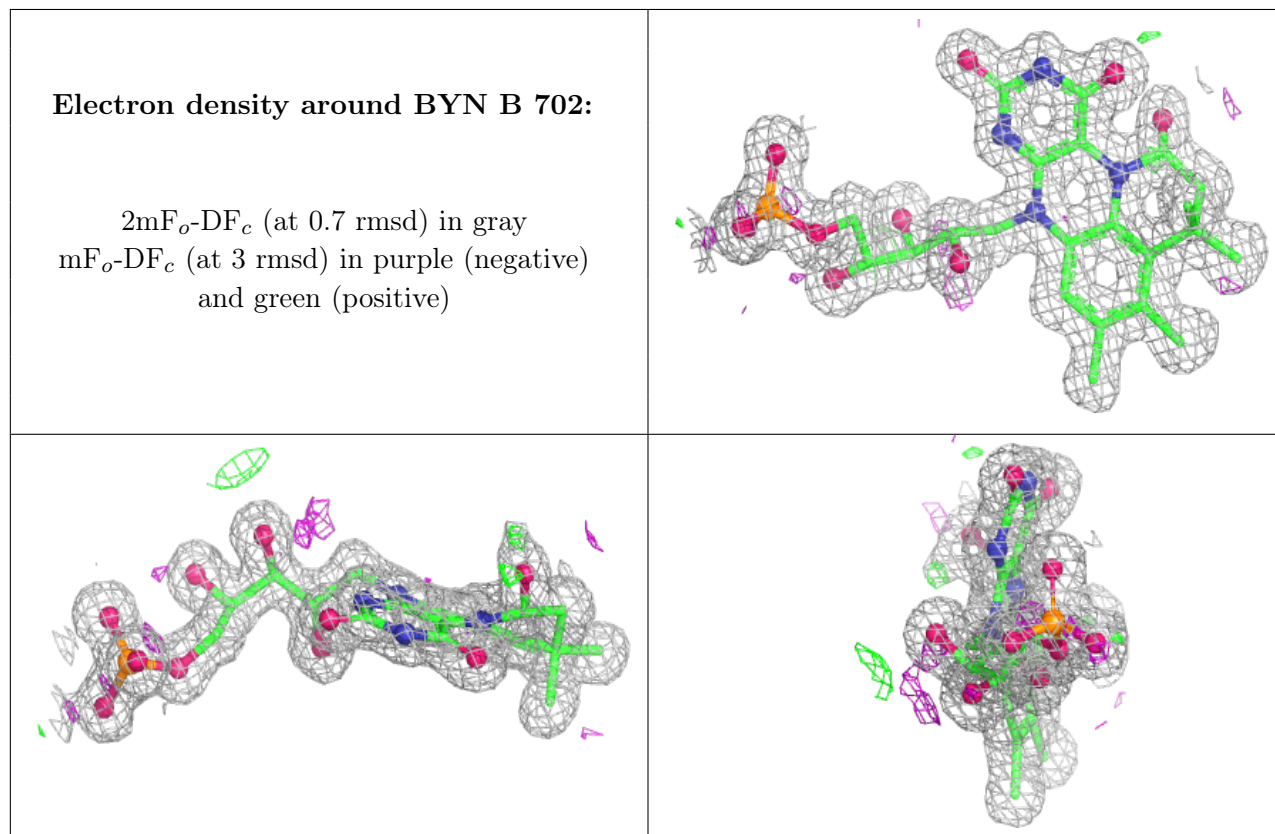 Electron density around BYN B 702:
2mFo-DFc (at 0.7 rmsd) in gray
mFo-DFc (at 3 rmsd) in purple (negative)
and green (positive)